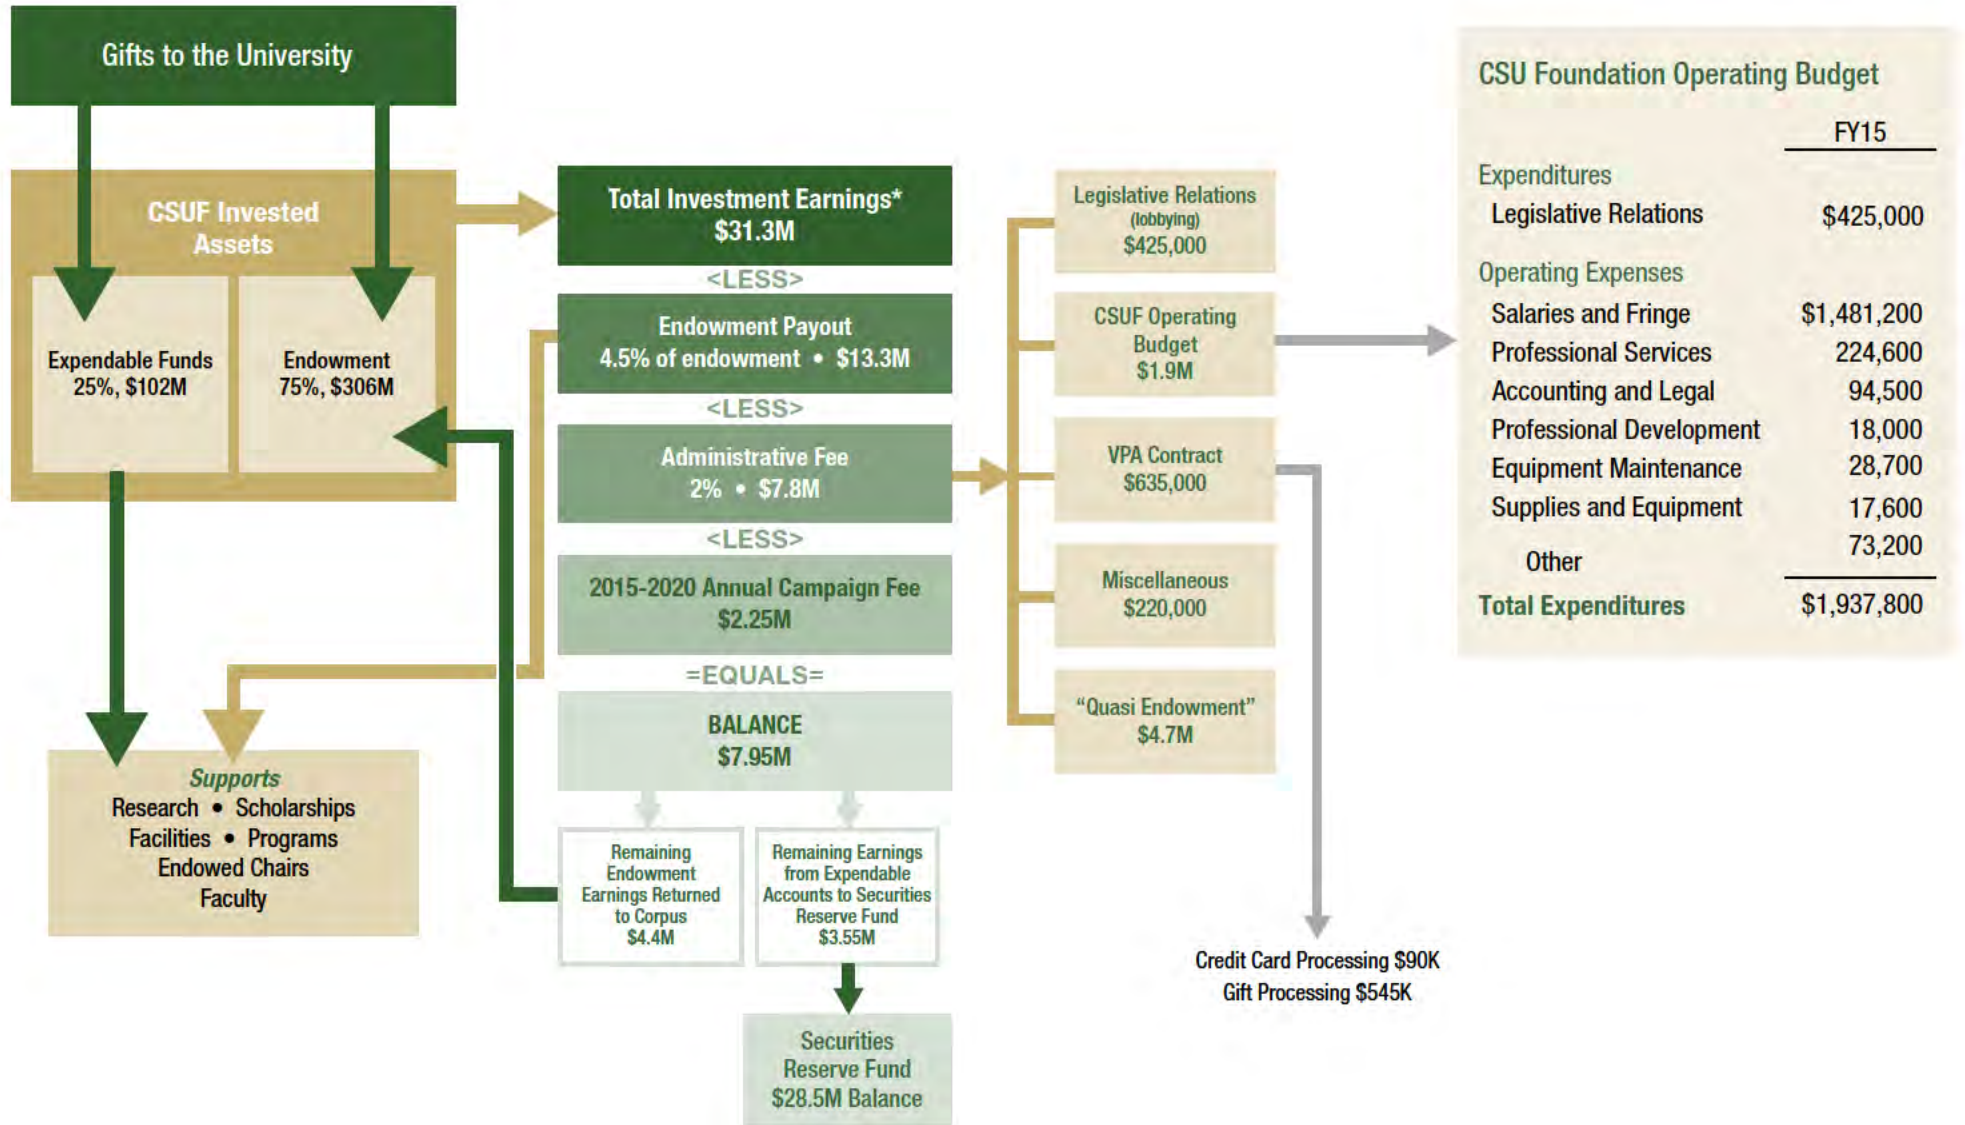 Gifts to the University
CSUF Invested
Assets
Expendable Funds
25%, $102M
Endowment
75%, $306M
Supports
Research • Scholarships
Facilities • Programs
Endowed Chairs
Faculty
Total Investment Earnings*
$31.3M
<LESS>
Endowment Payout
4.5% of endowment • $13.3M
<LESS>
Administrative Fee
2% • $7.8M
<LESS>
2015-2020 Annual Campaign Fee
$2.25M
=EQUALS=
BALANCE
$7.95M
Remaining
Endowment
Earnings Returned
to Corpus
$4.4M
Remaining Earnings
from Expendable
Accounts to Securities
Reserve Fund
$3.55M
Securities
Reserve Fund
$28.5M Balance
Legislative Relations
(lobbying)
$425,000
CSUF Operating
Budget
$1.9M
VPA Contract
$635,000
Miscellaneous
$220,000
“Quasi Endowment”
$4.7M
Credit Card Processing $90K
Gift Processing $545K
CSU Foundation Operating Budget
FY15
Expenditures
Legislative Relations $425,000
Operating Expenses
Salaries and Fringe $1,481,200
Professional Services 224,600
Accounting and Legal 94,500
Professional Development 18,000
Equipment Maintenance 28,700
Supplies and Equipment 17,600
Other 73,200
Total Expenditures $1,937,800